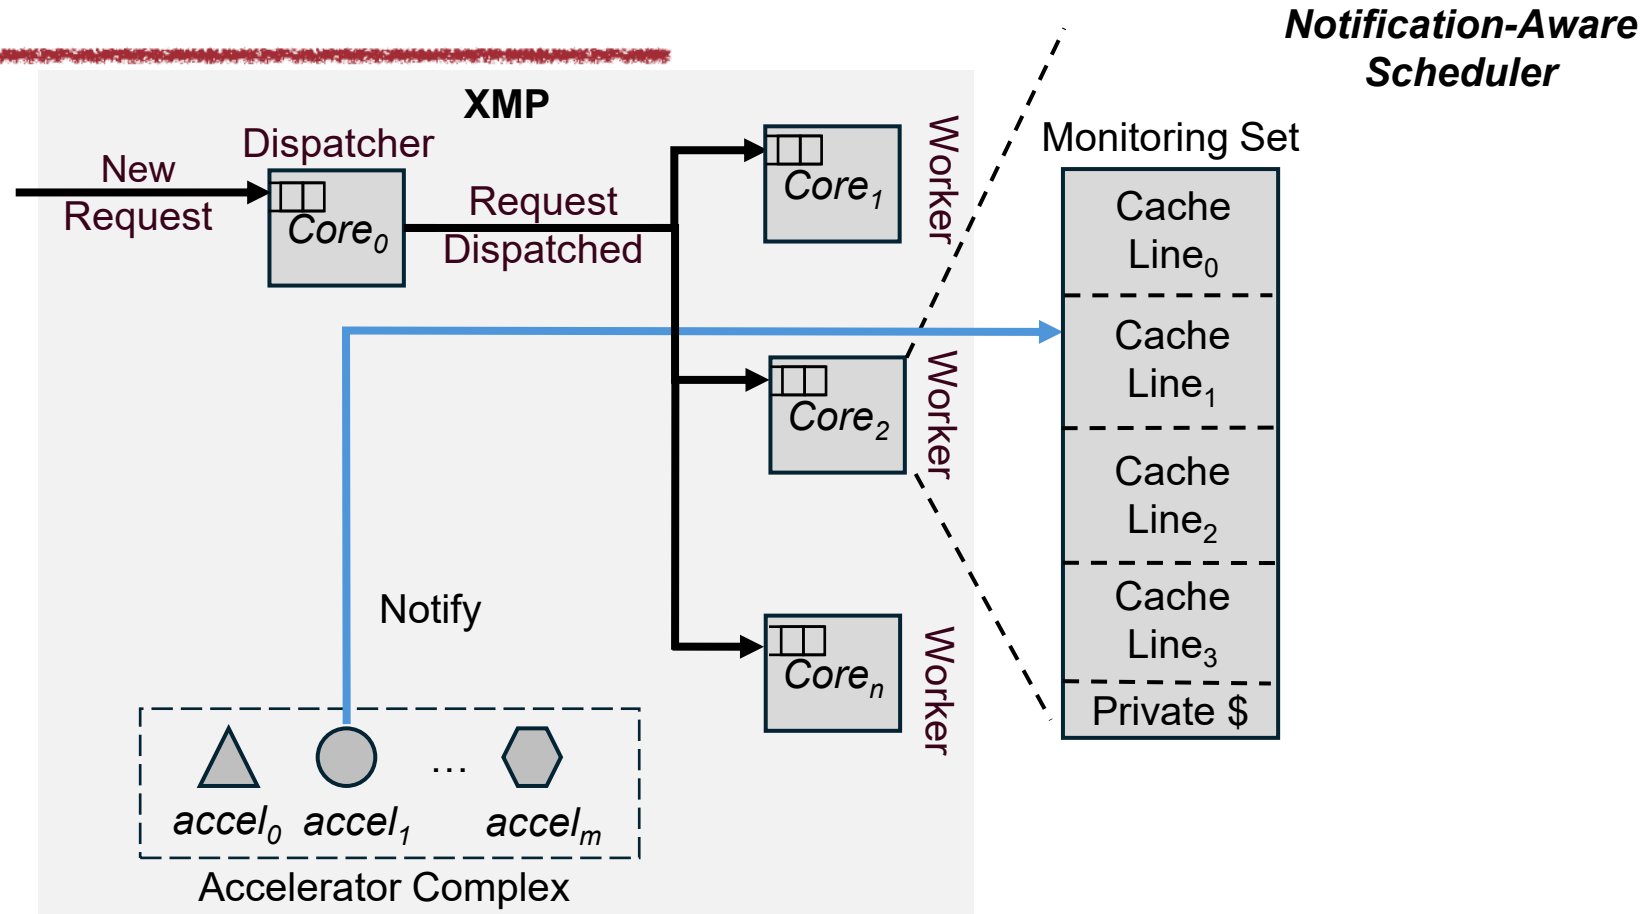 Notification-Aware
Scheduler
XMP
New
Request
Dispatcher
Core₀
Request
Dispatched
Core₁
Worker
Core₂
Worker
Coreₙ
Worker
Monitoring Set
Cache
Line₀
Cache
Line₁
Cache
Line₂
Cache
Line₃
Private $
Notify
...
accel₀ accel₁ accelₘ
Accelerator Complex